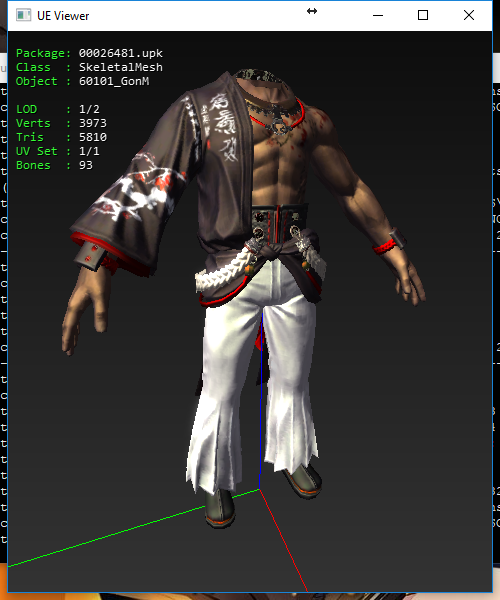 UE Viewer
Package: 00026481.upk
Class : SkeletalMesh
Object : 60101_GonM
LOD : 1/2
Verts : 3973
Tris : 5810
UV Set : 1/1
Bones : 93